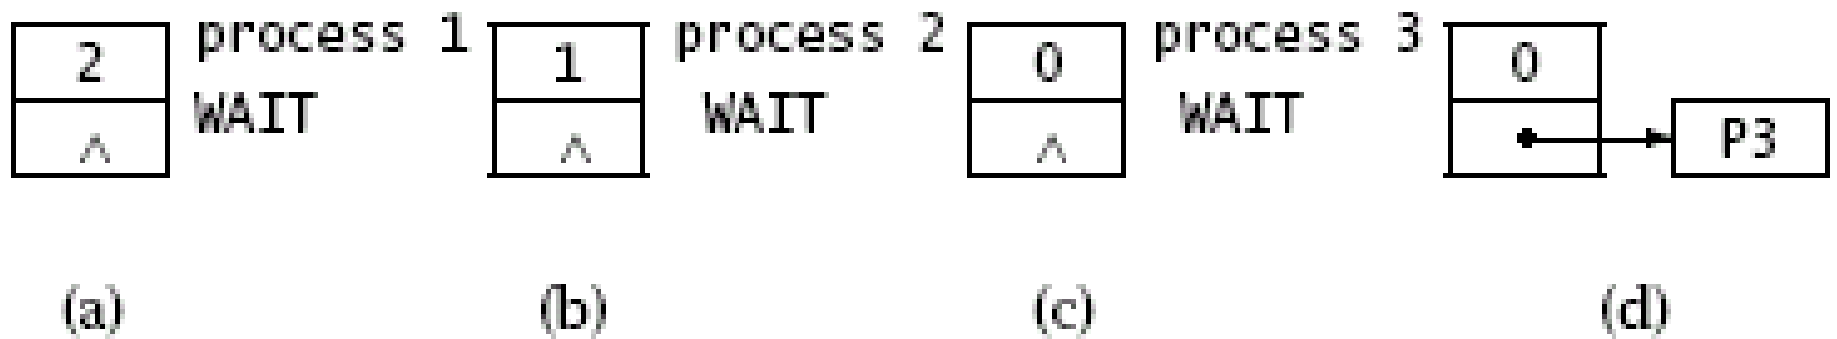 2 process 1 1 process 2 0 process 3 0
^ WAIT ^ WAIT ^ WAIT P3
(a) (b) (c) (d)